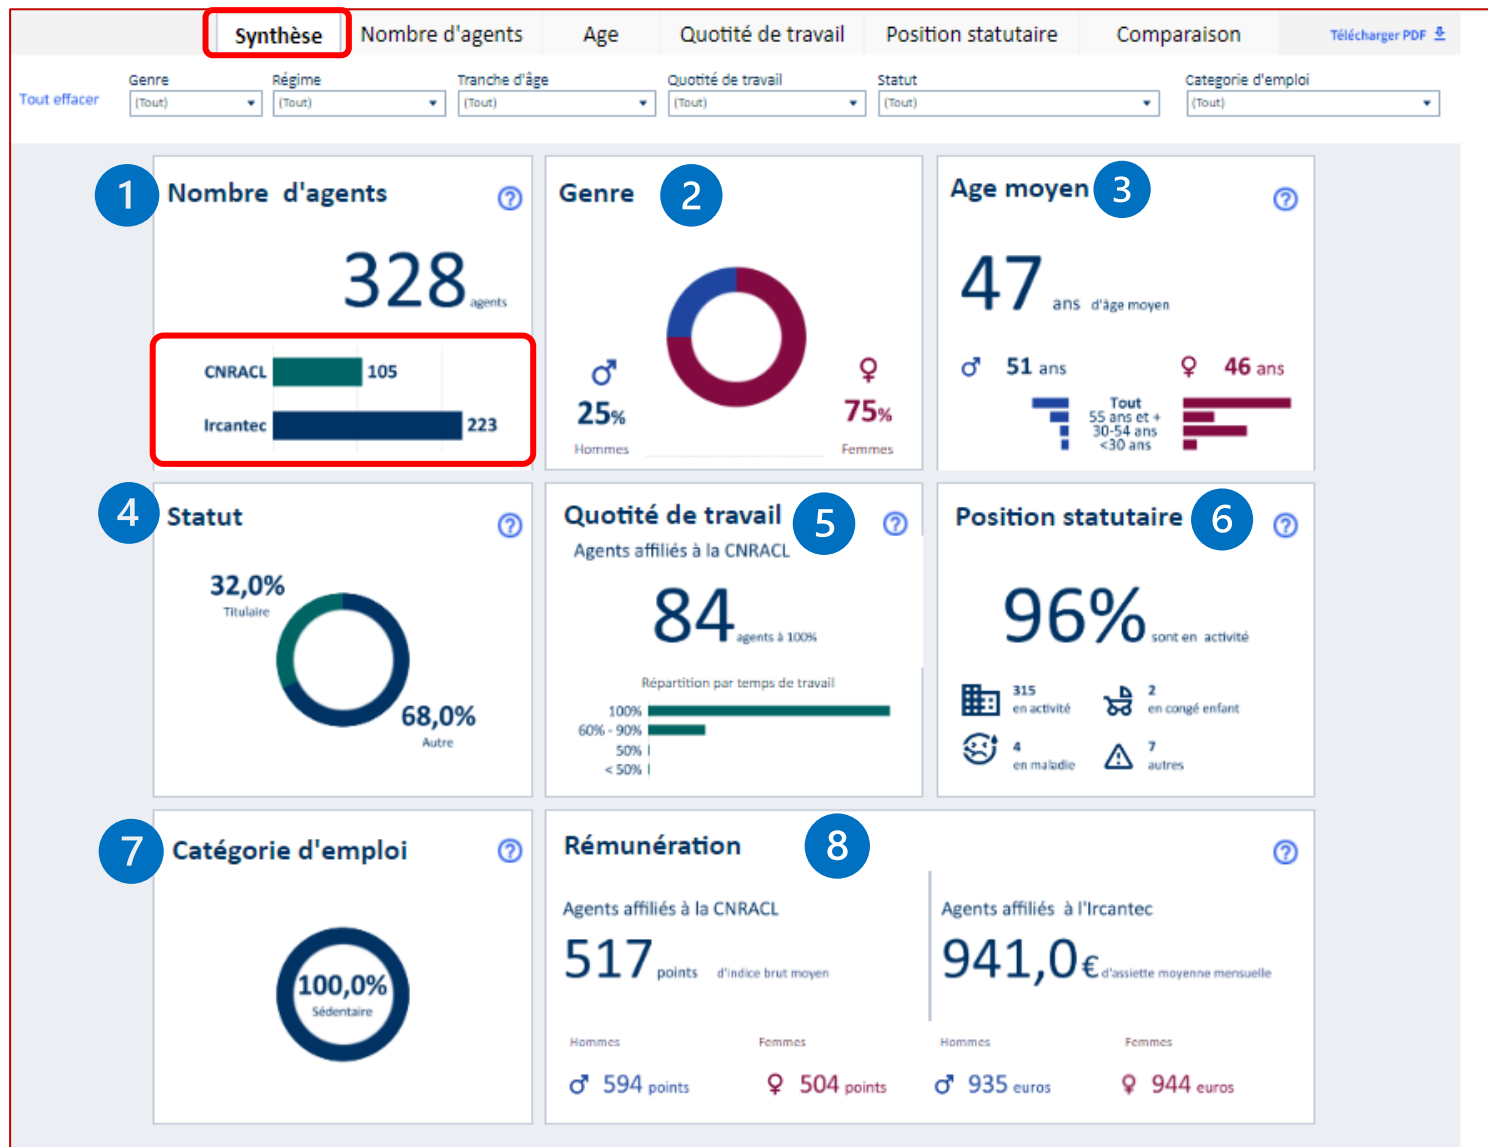 Synthèse Nombre d'agents Age Quotité de travail Position statutaire Comparaison Télécharger PDF
Tout effacer
Genre Régime Tranche d'âge Quotité de travail Statut Categorie d'emploi
(Tout) (Tout) (Tout) (Tout) (Tout) (Tout)
1 Nombre d'agents
328 agents
CNRACL 105
Ircantec 223
Genre 2
25% 75%
Hommes Femmes
Age moyen 3
47 ans d'âge moyen
51 ans 46 ans
Tout
55 ans et +
30-54 ans
<30 ans
4 Statut
32,0%
Titulaire
68,0%
Autre
Quotité de travail 5
Agents affiliés à la CNRACL
84 agents à 100%
Répartition par temps de travail
100%
60% - 90%
50%
< 50%
Position statutaire 6
96% sont en activité
315 2
en activité en congé enfant
4 7
en maladie autres
7 Catégorie d'emploi
100,0%
Sédentaire
Rémunération 8
Agents affiliés à la CNRACL
517 points d'indice brut moyen
Hommes Femmes
594 points 504 points
Agents affiliés à l'Ircantec
941,0 € d'assiette moyenne mensuelle
Hommes Femmes
935 euros 944 euros